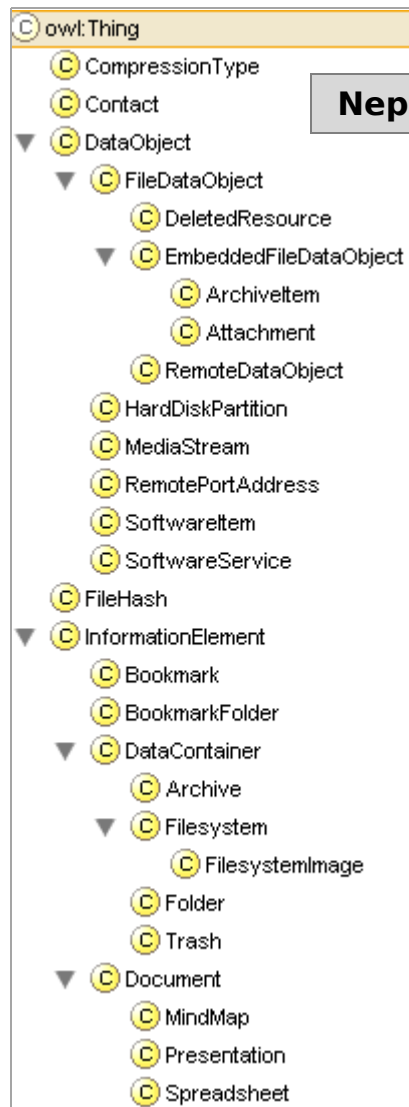 owl:Thing
CompressionType
Contact
Nep
DataObject
FileDataObject
DeletedResource
EmbeddedFileDataObject
ArchiveItem
Attachment
RemoteDataObject
HardDiskPartition
MediaStream
RemotePortAddress
SoftwareItem
SoftwareService
FileHash
InformationElement
Bookmark
BookmarkFolder
DataContainer
Archive
Filesystem
FilesystemImage
Folder
Trash
Document
MindMap
Presentation
Spreadsheet